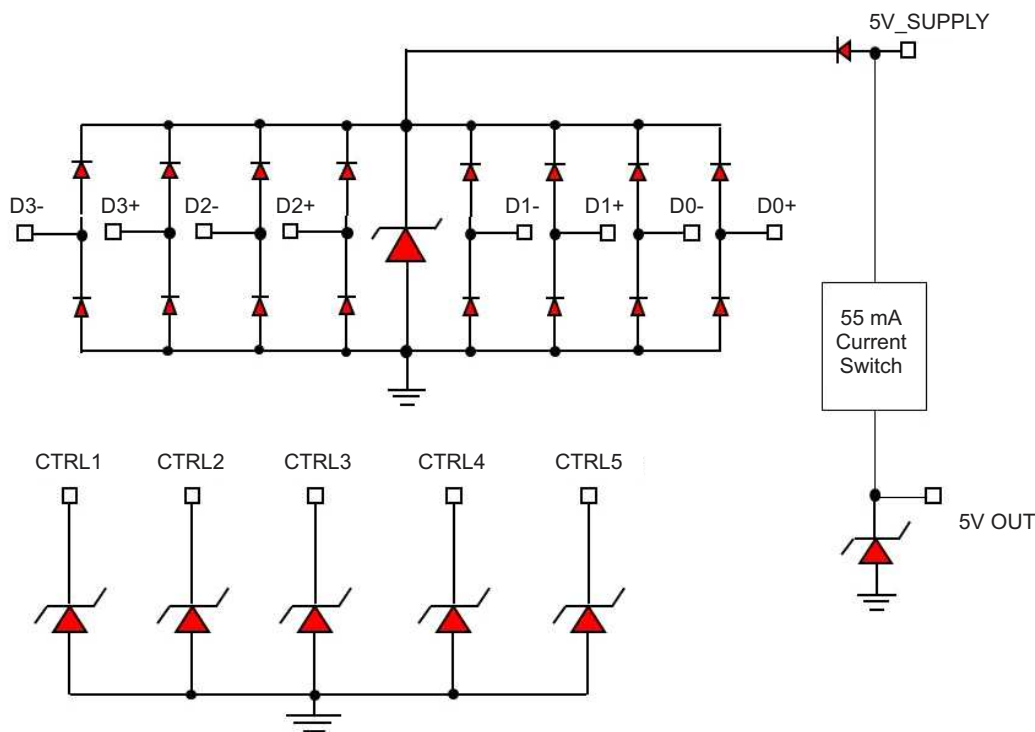 5V_SUPPLY
D3-
D3+
D2-
D2+
D1-
D1+
D0-
D0+
55 mA
Current
Switch
CTRL1
CTRL2
CTRL3
CTRL4
CTRL5
5V OUT